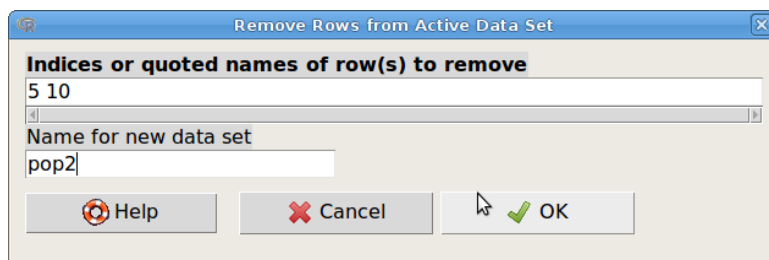 Remove Rows from Active Data Set
Indices or quoted names of row(s) to remove
5 10
Name for new data set
pop2
Help Cancel OK